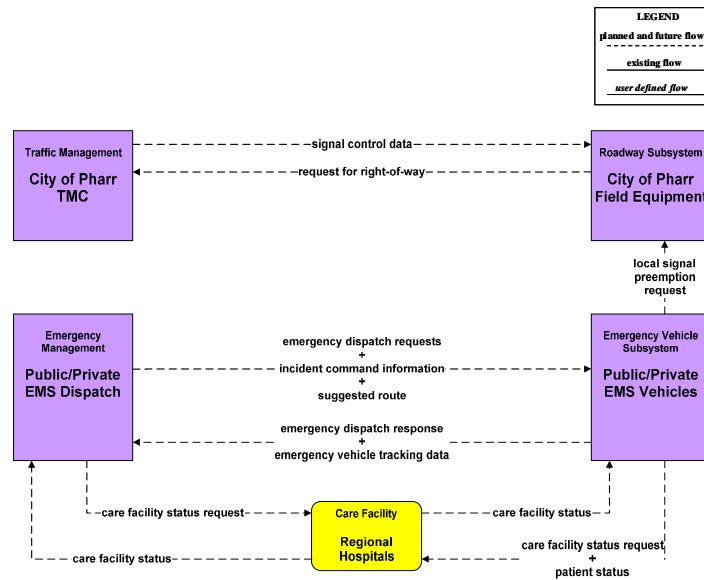 LEGEND
planned and future flow
existing flow
user defined flow
Traffic Management
City of Pharr
TMC
signal control data
request for right-of-way
Roadway Subsystem
City of Pharr
Field Equipment
local signal
preemption
request
Emergency
Management
Public/Private
EMS Dispatch
emergency dispatch requests
+
incident command information
+
suggested route
emergency dispatch response
+
emergency vehicle tracking data
Emergency Vehicle
Subsystem
Public/Private
EMS Vehicles
care facility status request
care facility status
Care Facility
Regional
Hospitals
care facility status
care facility status request
+
patient status